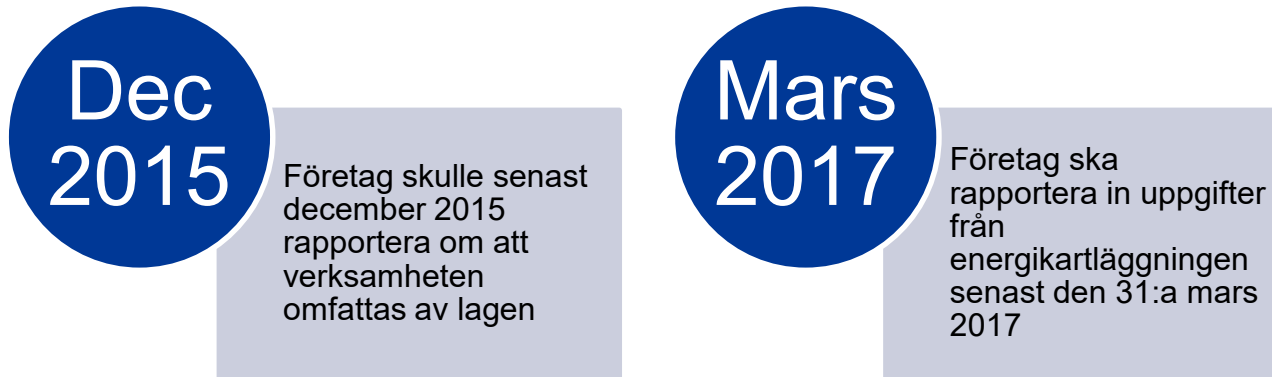 Dec
2015
Företag skulle senast
december 2015
rapportera om att
verksamheten
omfattas av lagen
Mars
2017
Företag ska
rapportera in uppgifter
från
energikartläggningen
senast den 31:a mars
2017